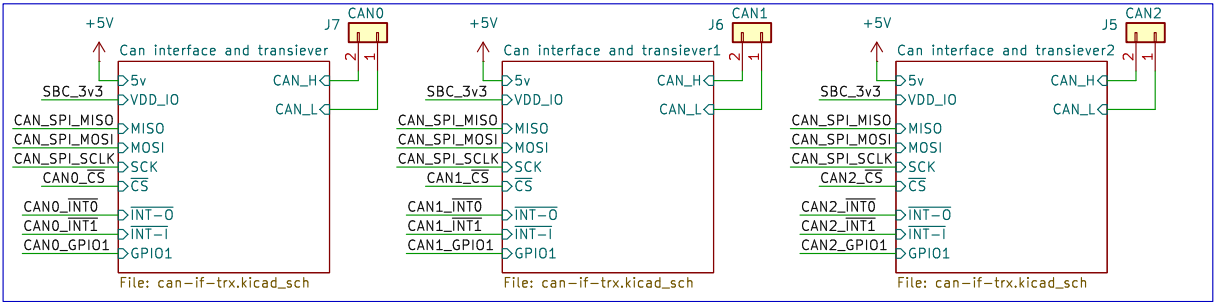 +5V
J7
CAN0
Can interface and transiever
2
1
5v
CAN_H
SBC_3v3
VDD_IO
CAN_L
CAN_SPI_MISO
MISO
CAN_SPI_MOSI
MOSI
CAN_SPI_SCLK
SCK
CAN0_CS
CS
CAN0_INT0
INT-O
CAN0_INT1
INT-I
CAN0_GPIO1
GPIO1
File: can-if-trx.kicad_sch
+5V
J6
CAN1
Can interface and transiever1
2
1
5v
CAN_H
SBC_3v3
VDD_IO
CAN_L
CAN_SPI_MISO
MISO
CAN_SPI_MOSI
MOSI
CAN_SPI_SCLK
SCK
CAN1_CS
CS
CAN1_INT0
INT-O
CAN1_INT1
INT-I
CAN1_GPIO1
GPIO1
File: can-if-trx.kicad_sch
+5V
J5
CAN2
Can interface and transiever2
2
1
5v
CAN_H
SBC_3v3
VDD_IO
CAN_L
CAN_SPI_MISO
MISO
CAN_SPI_MOSI
MOSI
CAN_SPI_SCLK
SCK
CAN2_CS
CS
CAN2_INT0
INT-O
CAN2_INT1
INT-I
CAN2_GPIO1
GPIO1
File: can-if-trx.kicad_sch